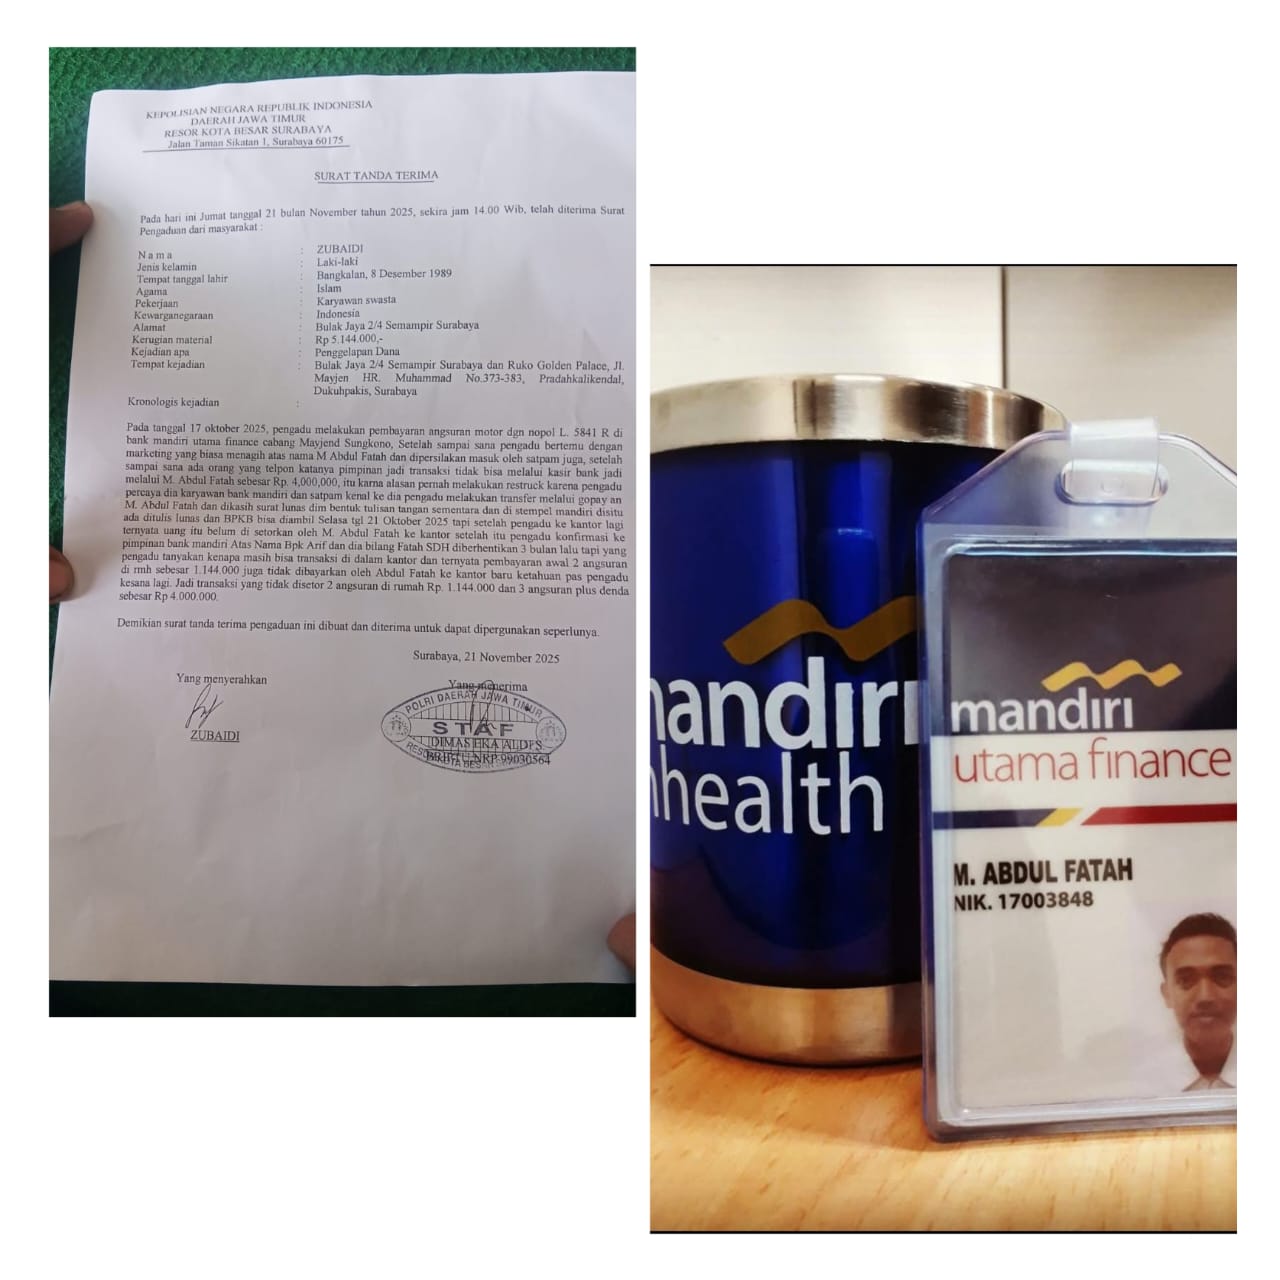 KEPOLISIAN NEGARA REPUBLIK INDONESIA
DAERAH JAWA TIMUR
RESOR KOTA BESAR SURABAYA
Jalan Taman Sikatan 1, Surabaya 60175
SURAT TANDA TERIMA
Pada hari ini Jumat tanggal 21 bulan November tahun 2025, sekira jam 14.00 Wib, telah diterima Surat
Pengaduan dari masyarakat :
N a m a : ZUBAIDI
Jenis kelamin : Laki-laki
Tempat tanggal lahir : Bangkalan, 8 Desember 1989
Agama : Islam
Pekerjaan : Karyawan swasta
Kewarganegaraan : Indonesia
Alamat : Bulak Jaya 2/4 Semampir Surabaya
Kerugian material : Rp 5.144.000,-
Kejadian apa : Penggelapan Dana
Tempat kejadian : Bulak Jaya 2/4 Semampir Surabaya dan Ruko Golden Palace, Jl.
Mayjen HR. Muhammad No.373-383, Pradahkalikendal,
Dukuhpakis, Surabaya
Kronologis kejadian :
Pada tanggal 17 oktober 2025, pengadu melakukan pembayaran angsuran motor dgn nopol L. 5841 R di
bank mandiri utama finance cabang Mayjend Sungkono, Setelah sampai sana pengadu bertemu dengan
marketing yang biasa menagih atas nama M Abdul Fatah dan dipersilakan masuk oleh satpam juga, setelah
sampai sana ada orang yang telpon katanya pimpinan jadi transaksi tidak bisa melalui kasir bank jadi
melalui M. Abdul Fatah sebesar Rp. 4,000,000, itu karna alasan pernah melakukan restruck karena pengadu
percaya dia karyawan bank mandiri dan satpam kenal ke dia pengadu melakukan transfer melalui gopay an
M. Abdul Fatah dan dikasih surat lunas dlm bentuk tulisan tangan sementara dan di stempel mandiri disitu
ada ditulis lunas dan BPKB bisa diambil Selasa tgl 21 Oktober 2025 tapi setelah pengadu ke kantor lagi
ternyata uang itu belum di setorkan oleh M. Abdul Fatah ke kantor setelah itu pengadu konfirmasi ke
pimpinan bank mandiri Atas Nama Bpk Arif dan dia bilang Fatah SDH diberhentikan 3 bulan lalu tapi yang
pengadu tanyakan kenapa masih bisa transaksi di dalam kantor dan ternyata pembayaran awal 2 angsuran
di rmh sebesar 1.144.000 juga tidak dibayarkan oleh Abdul Fatah ke kantor baru ketahuan pas pengadu
kesana lagi. Jadi transaksi yang tidak disetor 2 angsuran di rumah Rp. 1.144.000 dan 3 angsuran plus denda
sebesar Rp 4.000.000.
Demikian surat tanda terima pengaduan ini dibuat dan diterima untuk dapat dipergunakan seperlunya.
Surabaya, 21 November 2025
Yang menyerahkan
ZUBAIDI
Yang menerima
POLRI DAERAH JAWA TIMUR
STAF
DIMAS EKA ALDFS
NRP 99030564
mandiri
inhealth
mandiri
utama finance
M. ABDUL FATAH
NIK. 17003848